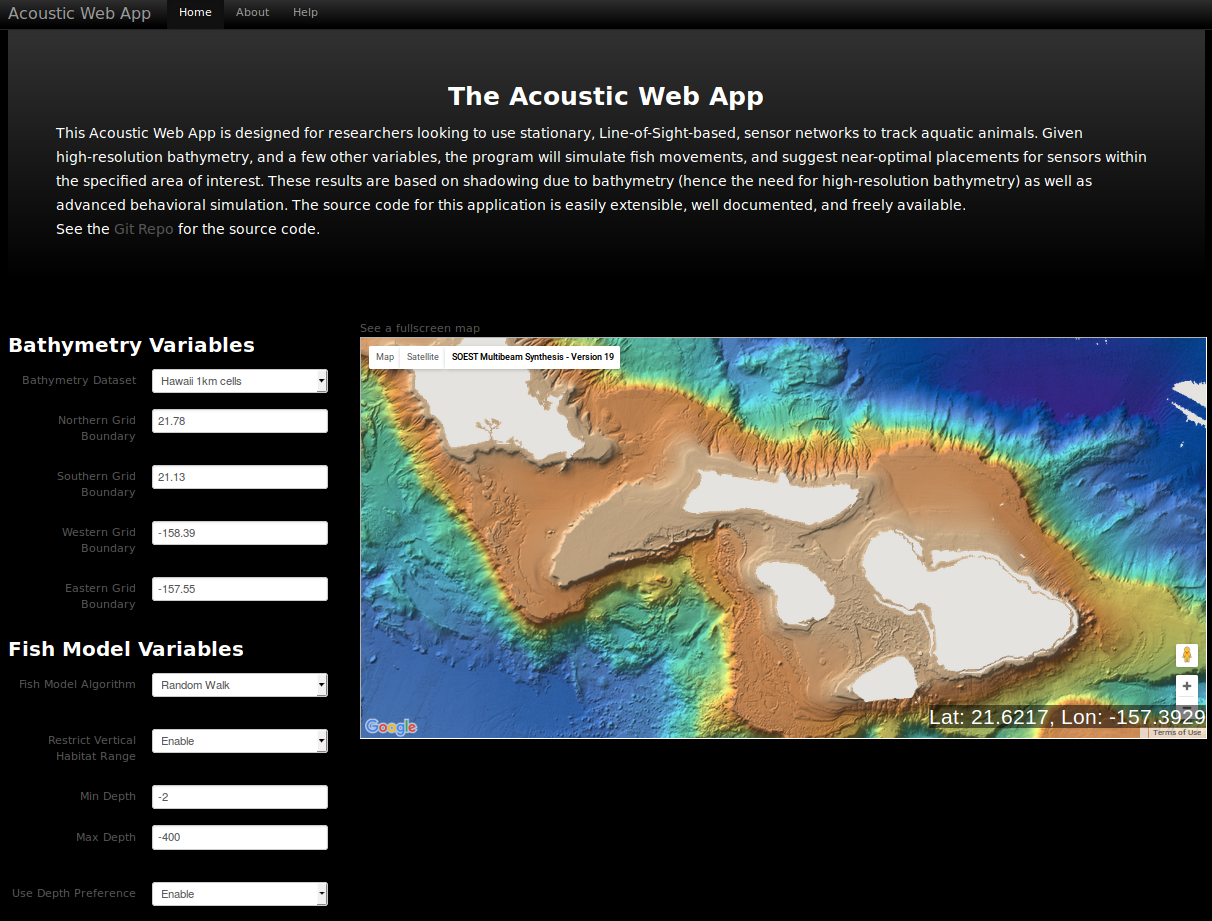 Acoustic Web App Home About Help
The Acoustic Web App
This Acoustic Web App is designed for researchers looking to use stationary, Line-of-Sight-based, sensor networks to track aquatic animals. Given
high-resolution bathymetry, and a few other variables, the program will simulate fish movements, and suggest near-optimal placements for sensors within
the specified area of interest. These results are based on shadowing due to bathymetry (hence the need for high-resolution bathymetry) as well as
advanced behavioral simulation. The source code for this application is easily extensible, well documented, and freely available.
See the Git Repo for the source code.
Bathymetry Variables
Bathymetry Dataset Hawaii 1km cells
Northern Grid
Boundary
21.78
Southern Grid
Boundary
21.13
Western Grid
Boundary
-158.39
Eastern Grid
Boundary
-157.55
Fish Model Variables
Fish Model Algorithm Random Walk
Restrict Vertical
Habitat Range
Enable
Min Depth -2
Max Depth -400
Use Depth Preference Enable
See a fullscreen map
Map Satellite SOEST Multibeam Synthesis - Version 19
+
Lat: 21.6217, Lon: -157.3929
Google
Terms of Use